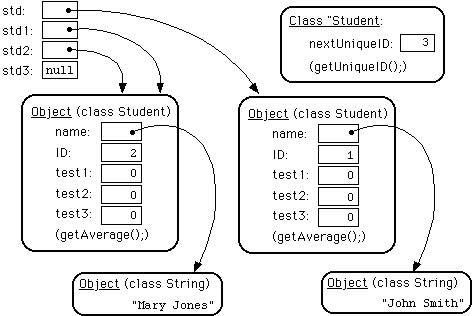 std:
std1:
std2:
std3: null
Class "Student:
nextUniqueID: 3
(getUniqueID();)
Object (class Student)
name:
ID: 2
test1: 0
test2: 0
test3: 0
(getAverage();)
Object (class Student)
name:
ID: 1
test1: 0
test2: 0
test3: 0
(getAverage();)
Object (class String)
"Mary Jones"
Object (class String)
"John Smith"